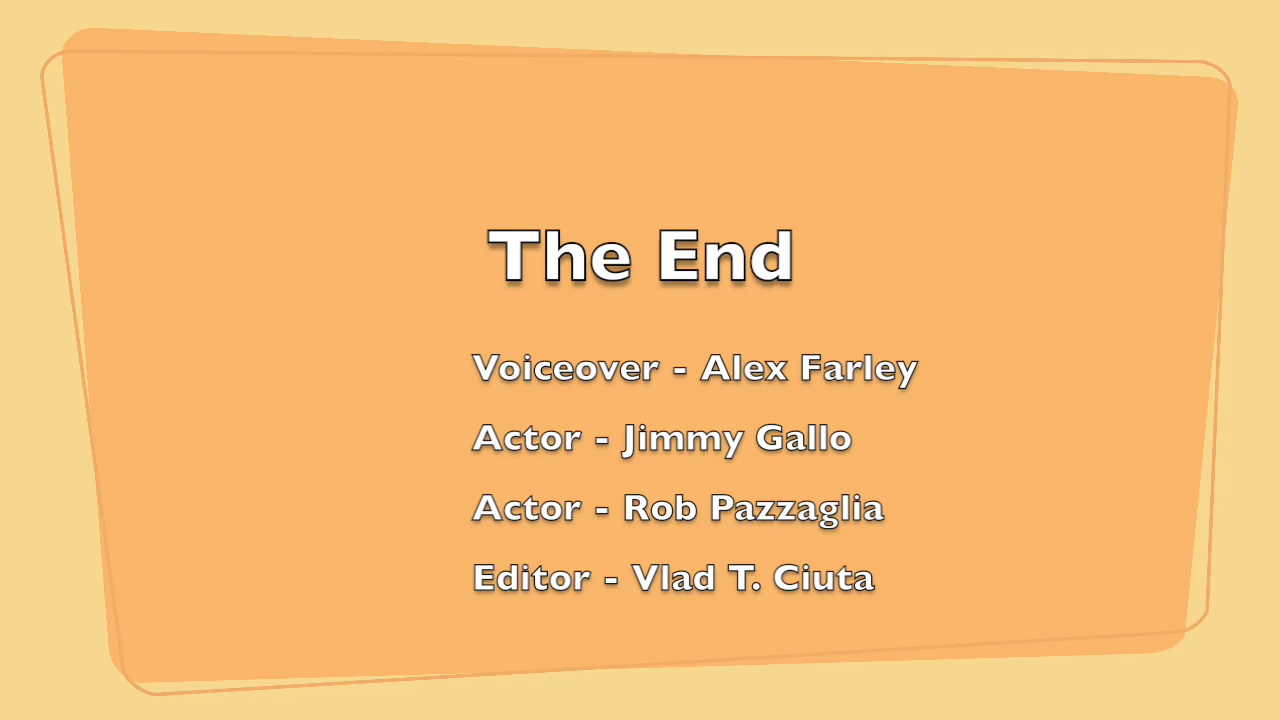 The End
Voiceover - Alex Farley
Actor - Jimmy Gallo
Actor - Rob Pazzaglia
Editor - Vlad T. Ciuta